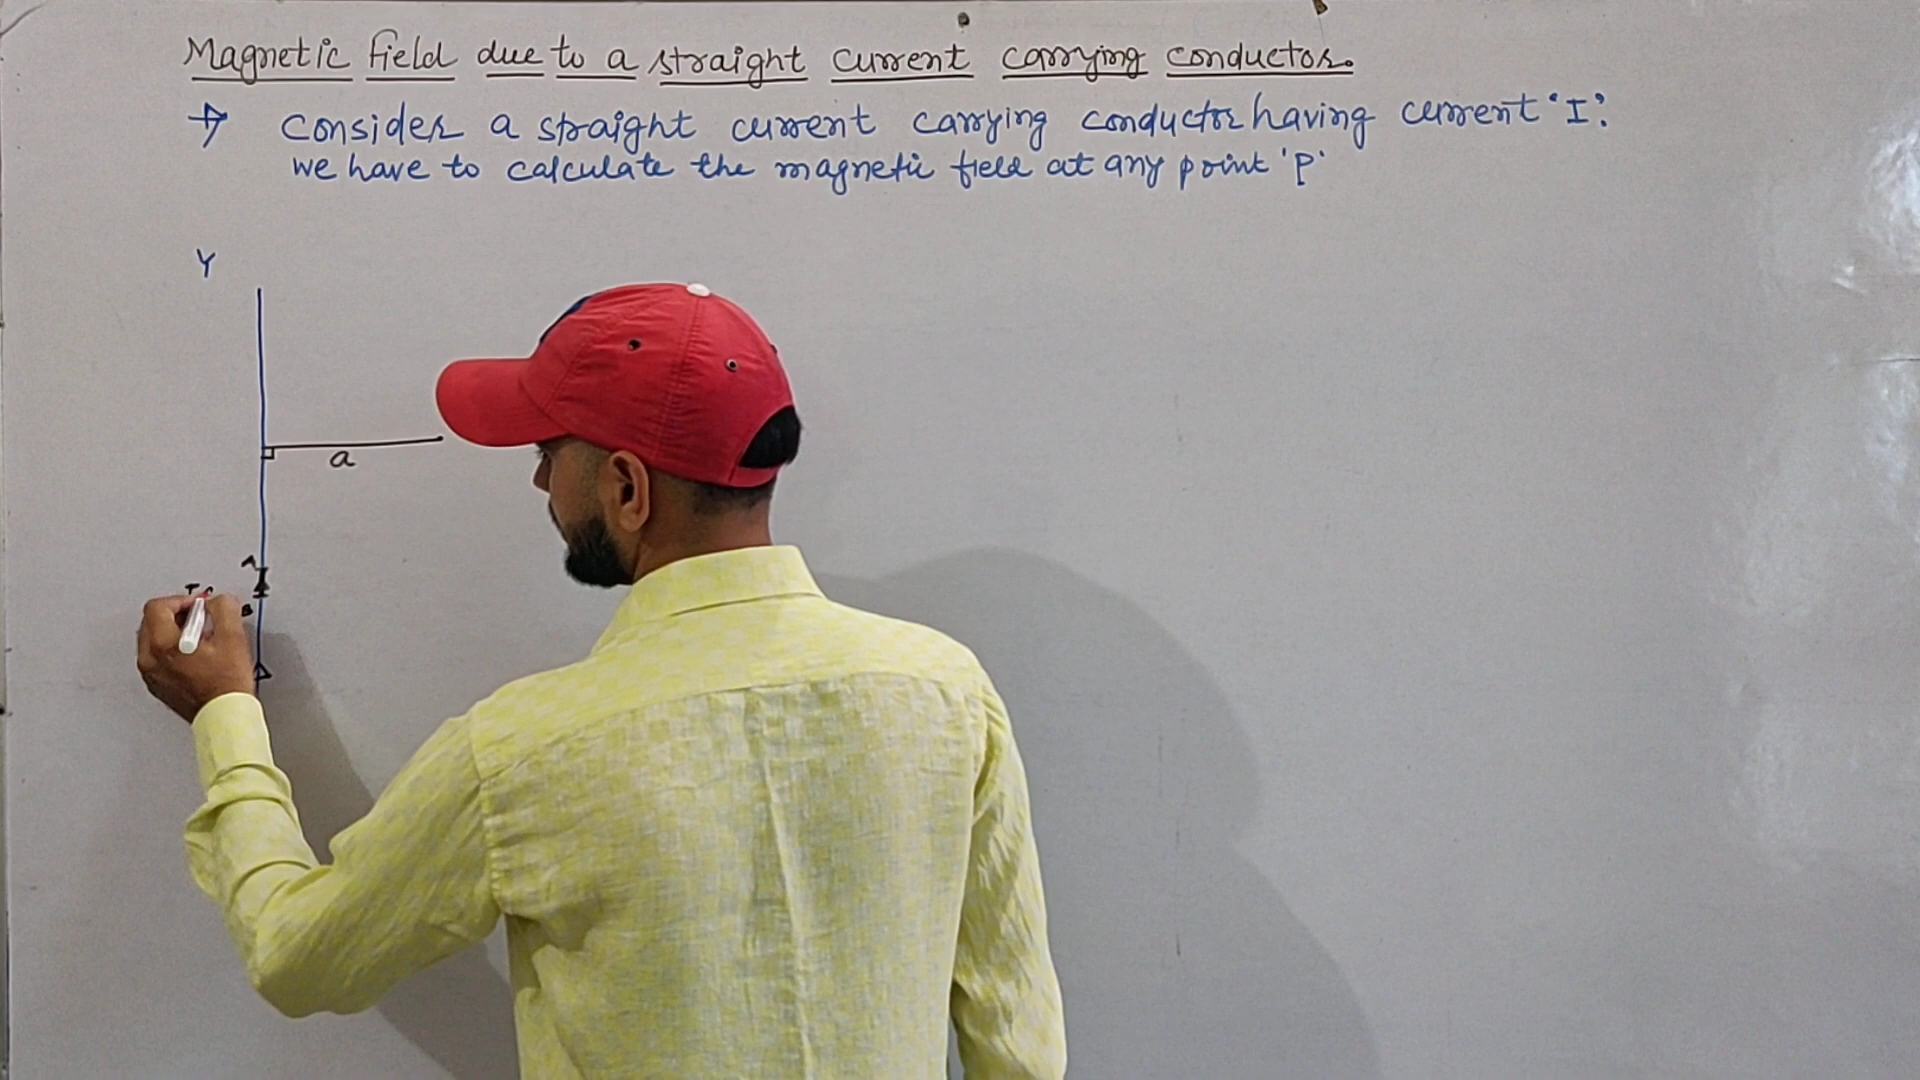 Magnetic field due to a straight current carrying conductor.
→ Consider a straight current carrying conductor having current 'I'.
we have to calculate the magnetic field at any point 'P'
Y
a
A
B